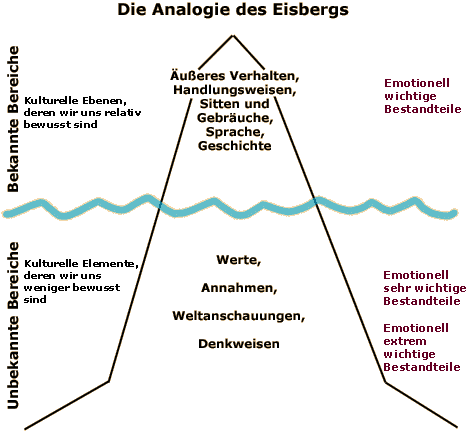 Die Analogie des Eisbergs
Bekannte Bereiche
Kulturelle Ebenen,
deren wir uns relativ
bewusst sind
Äußeres Verhalten,
Handlungsweisen,
Sitten und
Gebräuche,
Sprache,
Geschichte
Emotionell
wichtige
Bestandteile
Unbekannte Bereiche
Kulturelle Elemente,
deren wir uns
weniger bewusst
sind
Werte,
Annahmen,
Weltanschauungen,
Denkweisen
Emotionell
sehr wichtige
Bestandteile
Emotionell
extrem
wichtige
Bestandteile